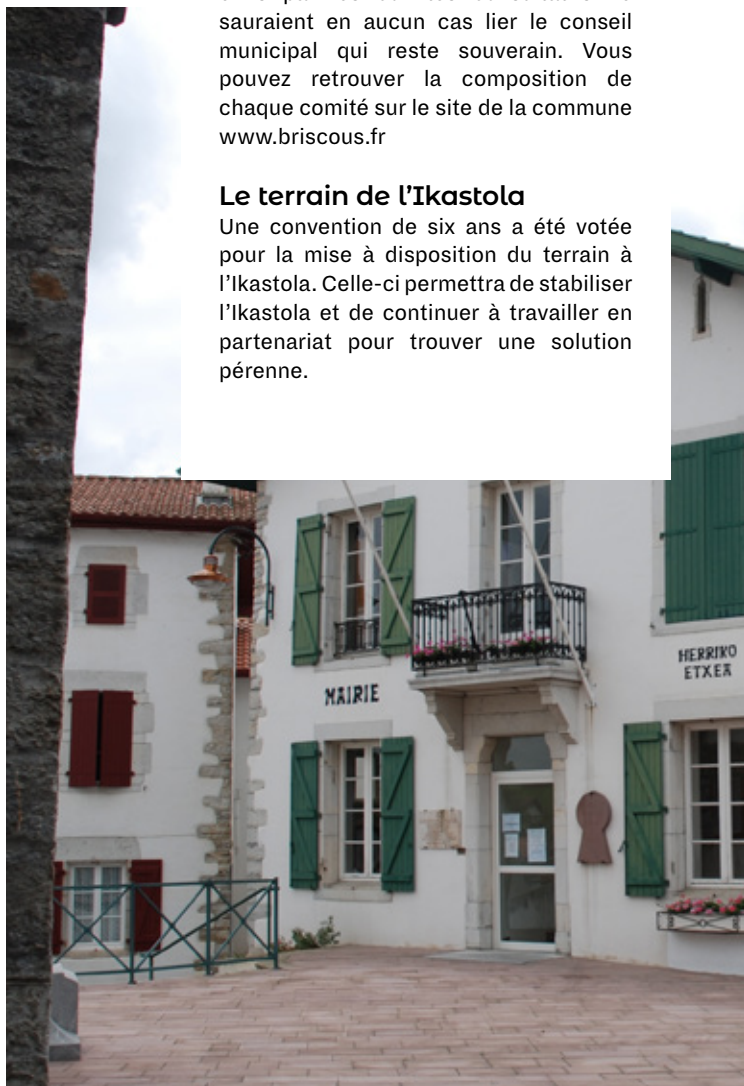 sauraient en aucun cas lier le conseil
municipal qui reste souverain. Vous
pouvez retrouver la composition de
chaque comité sur le site de la commune
www.briscous.fr
Le terrain de l'Ikastola
Une convention de six ans a été votée
pour la mise à disposition du terrain à
l'Ikastola. Celle-ci permettra de stabiliser
l'Ikastola et de continuer à travailler en
partenariat pour trouver une solution
pérenne.
MAIRIE
HERRIKO
ETXEA